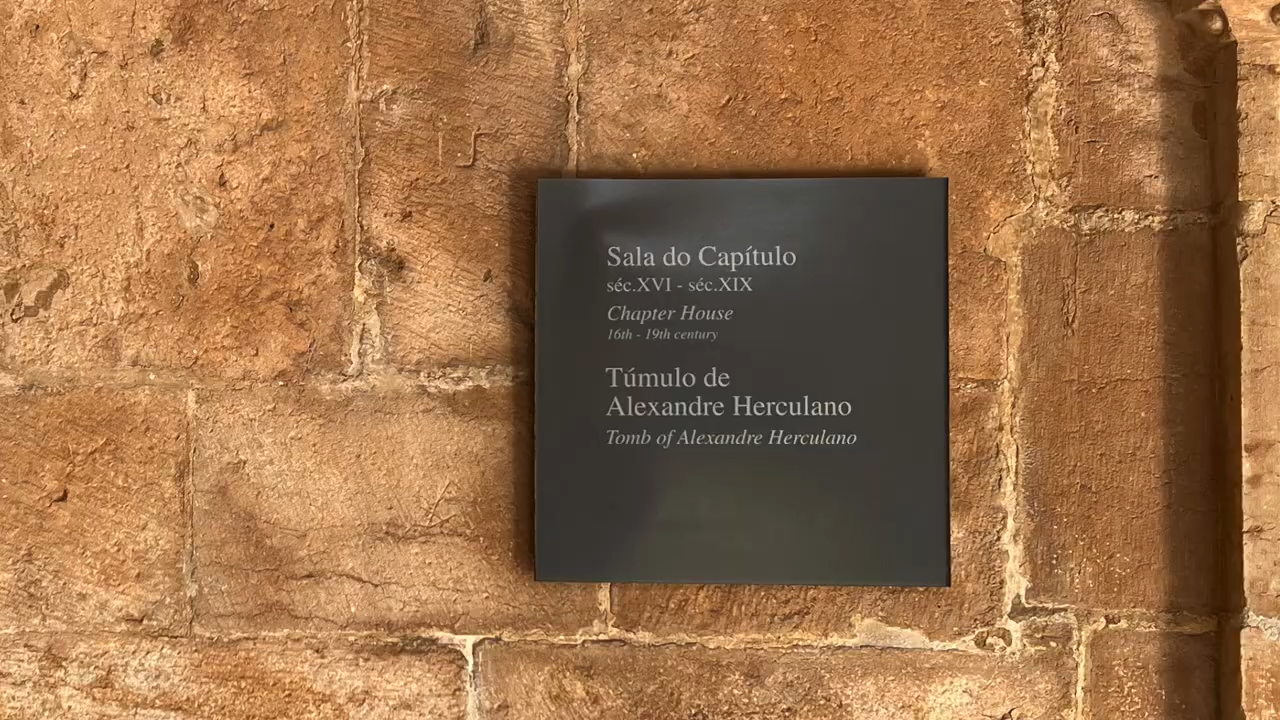 Sala do Capítulo
séc.XVI - séc.XIX
Chapter House
16th - 19th century
Túmulo de
Alexandre Herculano
Tomb of Alexandre Herculano